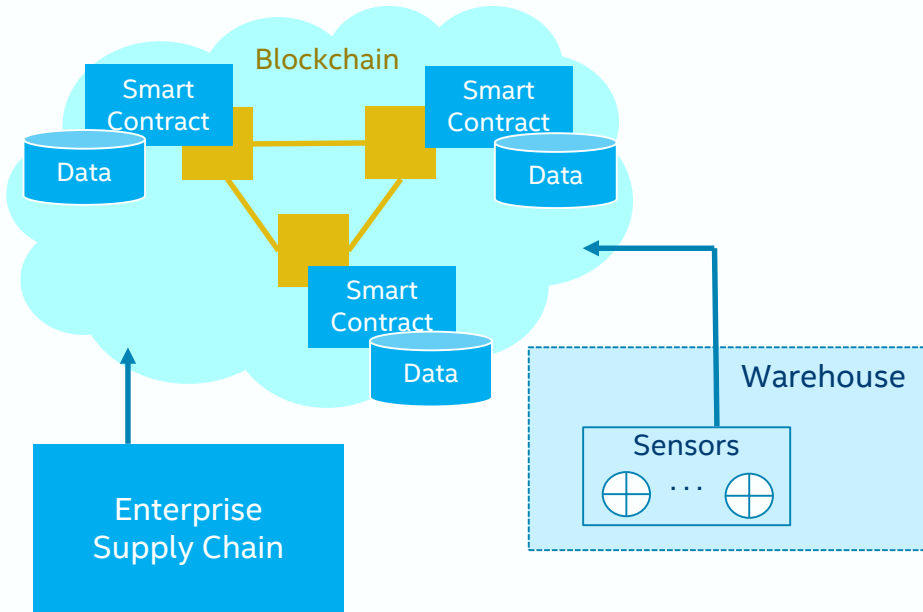 Blockchain
Smart
Contract
Data
Smart
Contract
Data
Smart
Contract
Data
Warehouse
Sensors
...
Enterprise
Supply Chain